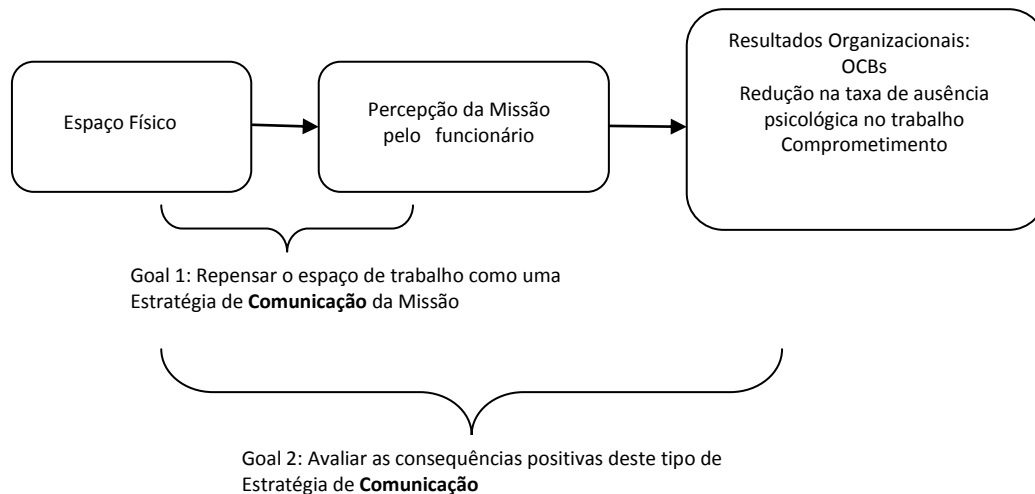 Espaço Físico
Percepção da Missão
pelo funcionário
Resultados Organizacionais:
OCBs
Redução na taxa de ausência
psicológica no trabalho
Comprometimento
Goal 1: Repensar o espaço de trabalho como uma
Estratégia de Comunicação da Missão
Goal 2: Avaliar as consequências positivas deste tipo de
Estratégia de Comunicação